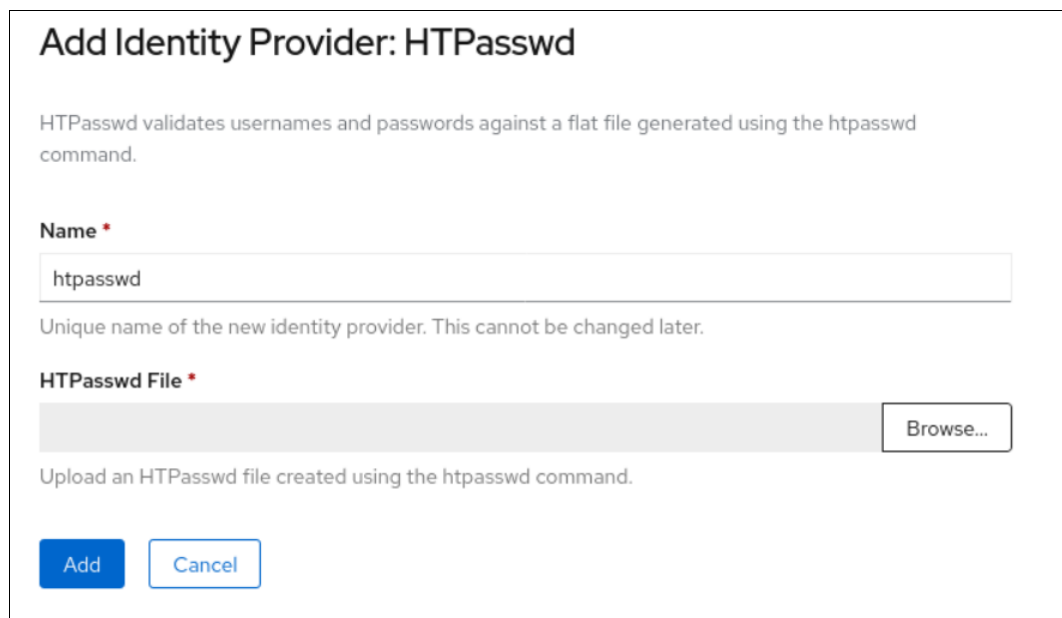 Add Identity Provider: HTPasswd
HTPasswd validates usernames and passwords against a flat file generated using the htpasswd
command.
Name *
htpasswd
Unique name of the new identity provider. This cannot be changed later.
HTPasswd File *
Browse...
Upload an HTPasswd file created using the htpasswd command.
Add Cancel